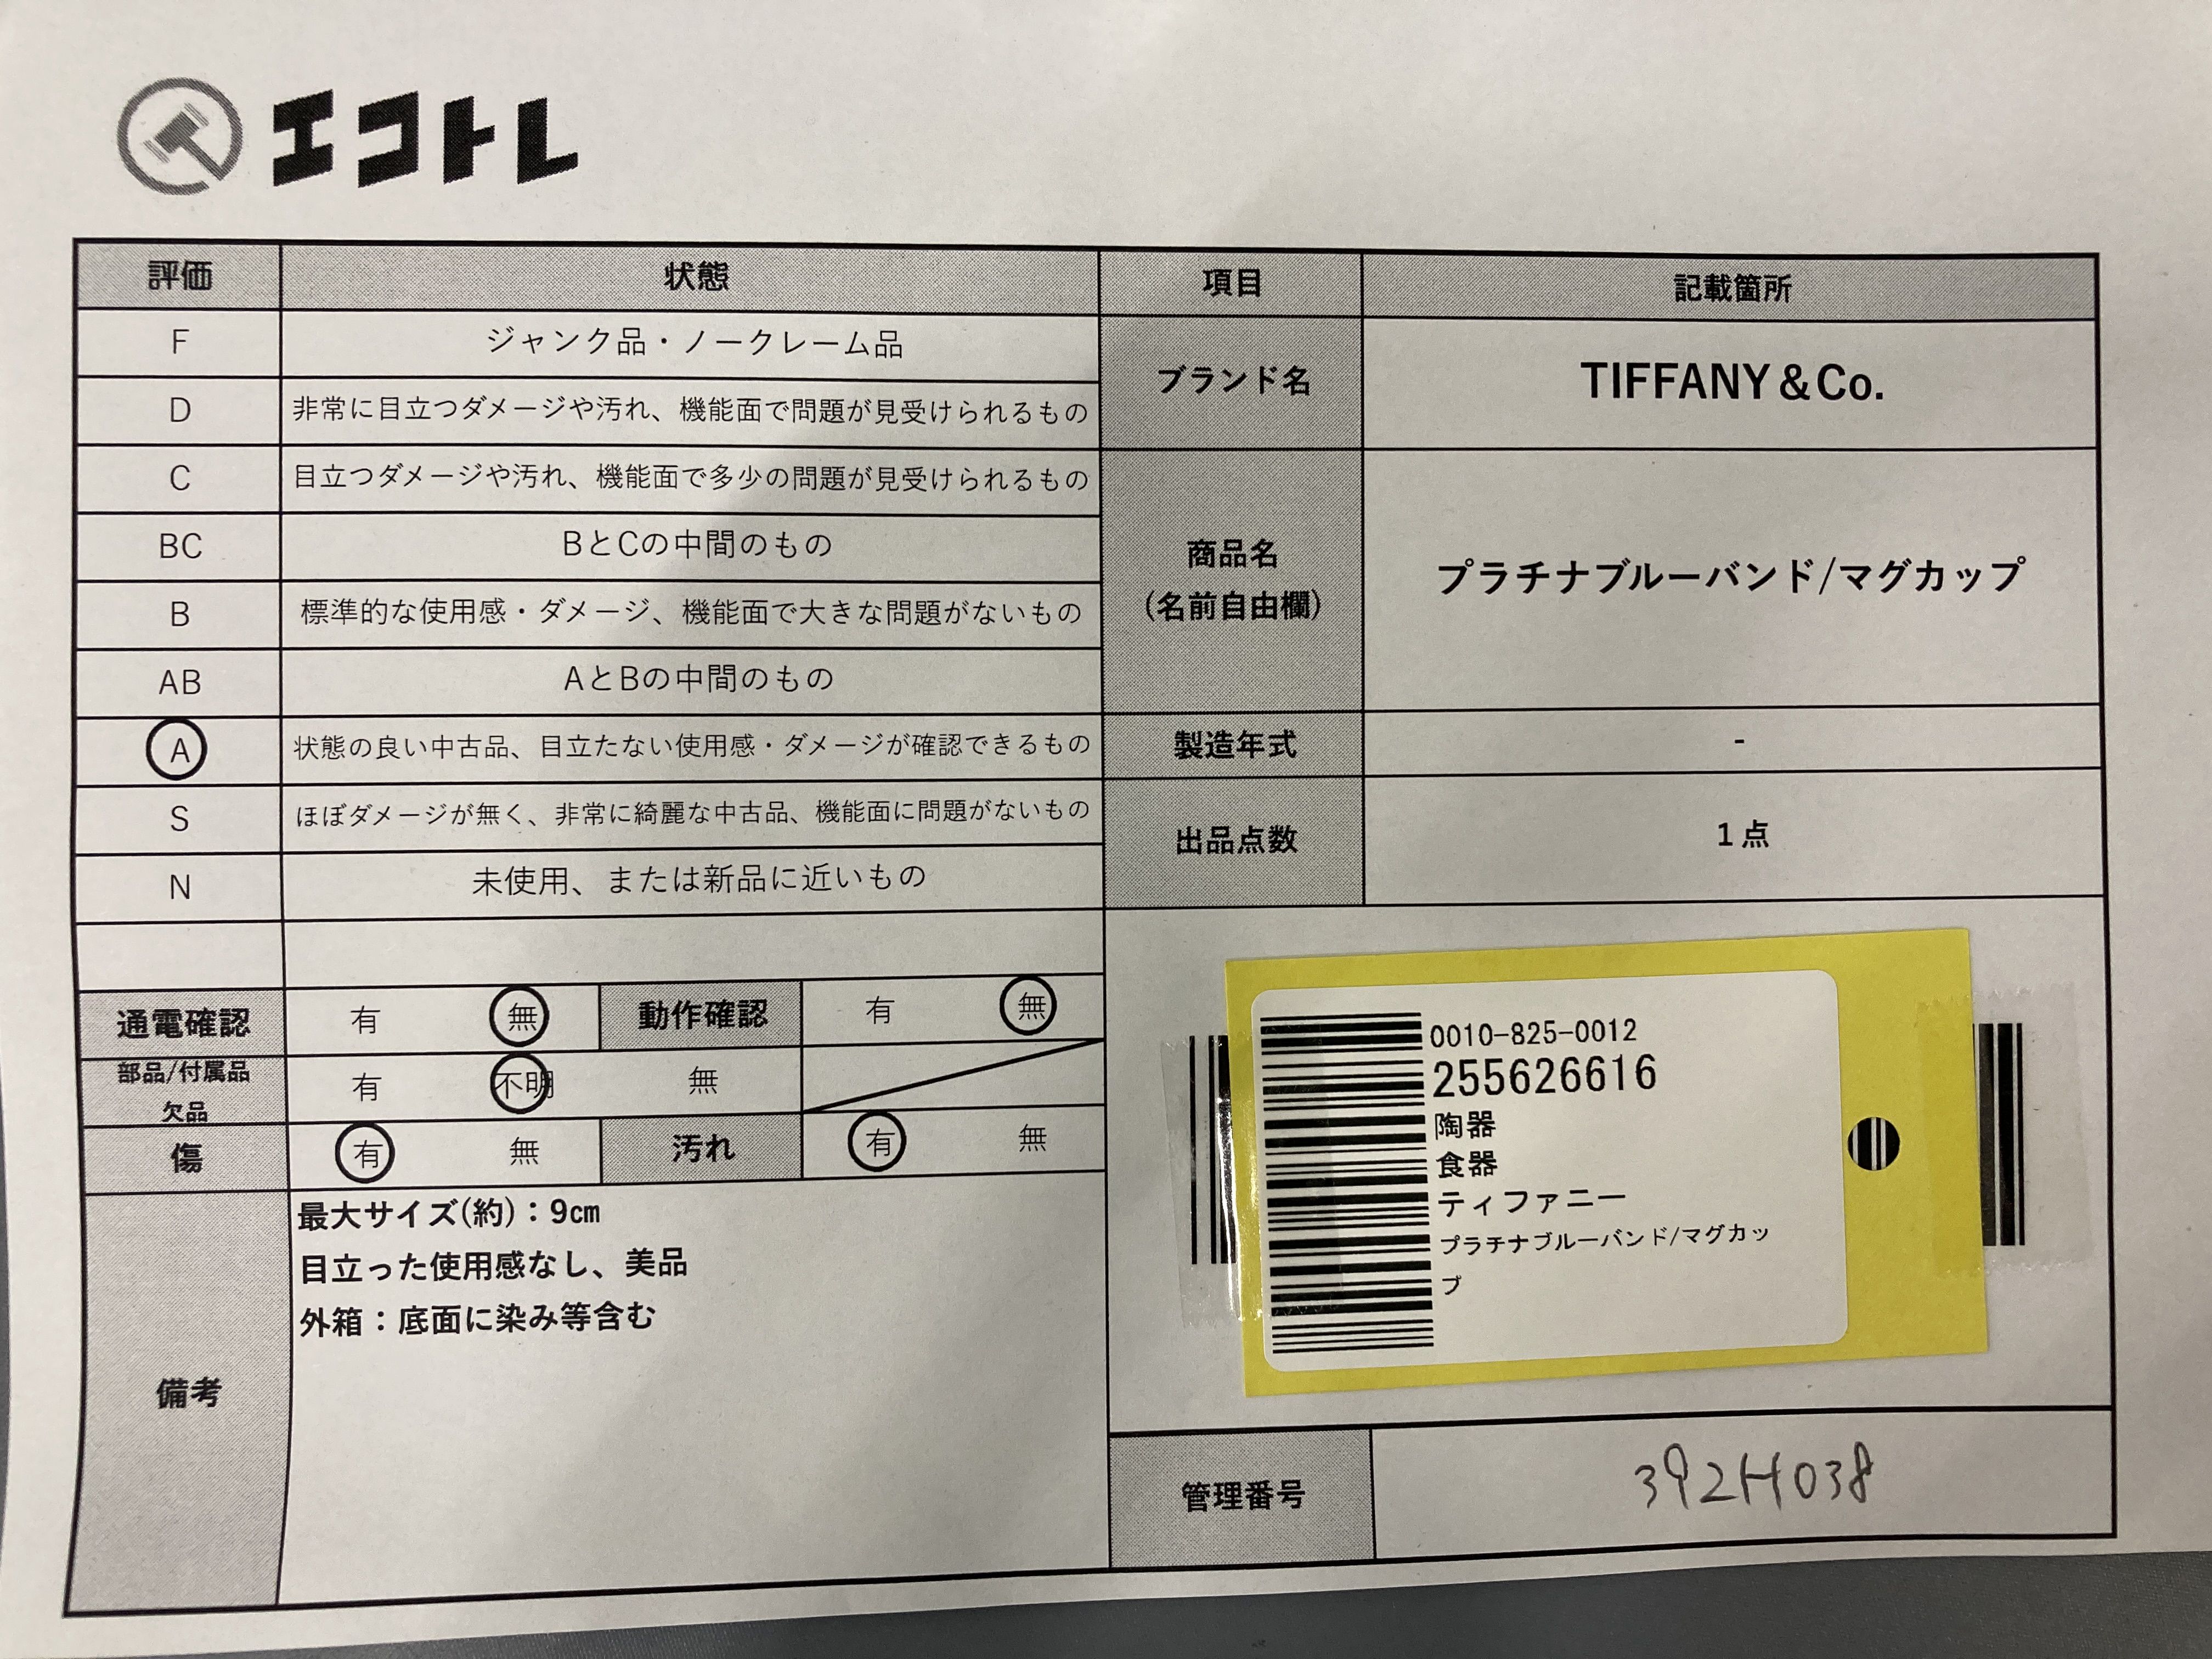 エコトレ
評価 状態 項目 記載箇所
F ジャンク品・ノークレーム品
D 非常に目立つダメージや汚れ、機能面で問題が見受けられるもの
C 目立つダメージや汚れ、機能面で多少の問題が見受けられるもの
BC BとCの中間のもの
B 標準的な使用感・ダメージ、機能面で大きな問題がないもの
AB AとBの中間のもの
A 状態の良い中古品、目立たない使用感・ダメージが確認できるもの
S ほぼダメージが無く、非常に綺麗な中古品、機能面に問題がないもの
N 未使用、または新品に近いもの
ブランド名 TIFFANY&Co.
商品名
(名前自由欄)
プラチナブルーバンド/マグカップ
製造年式 -
出品点数 1点
通電確認 有 無 動作確認 有 無
部品/付属品
欠品
有 不明 無
傷 有 無 汚れ 有 無
備考
最大サイズ(約):9㎝
目立った使用感なし、美品
外箱:底面に染み等含む
0010-825-0012
255626616
陶器
食器
ティファニー
プラチナブルーバンド/マグカッ
プ
管理番号 392H038